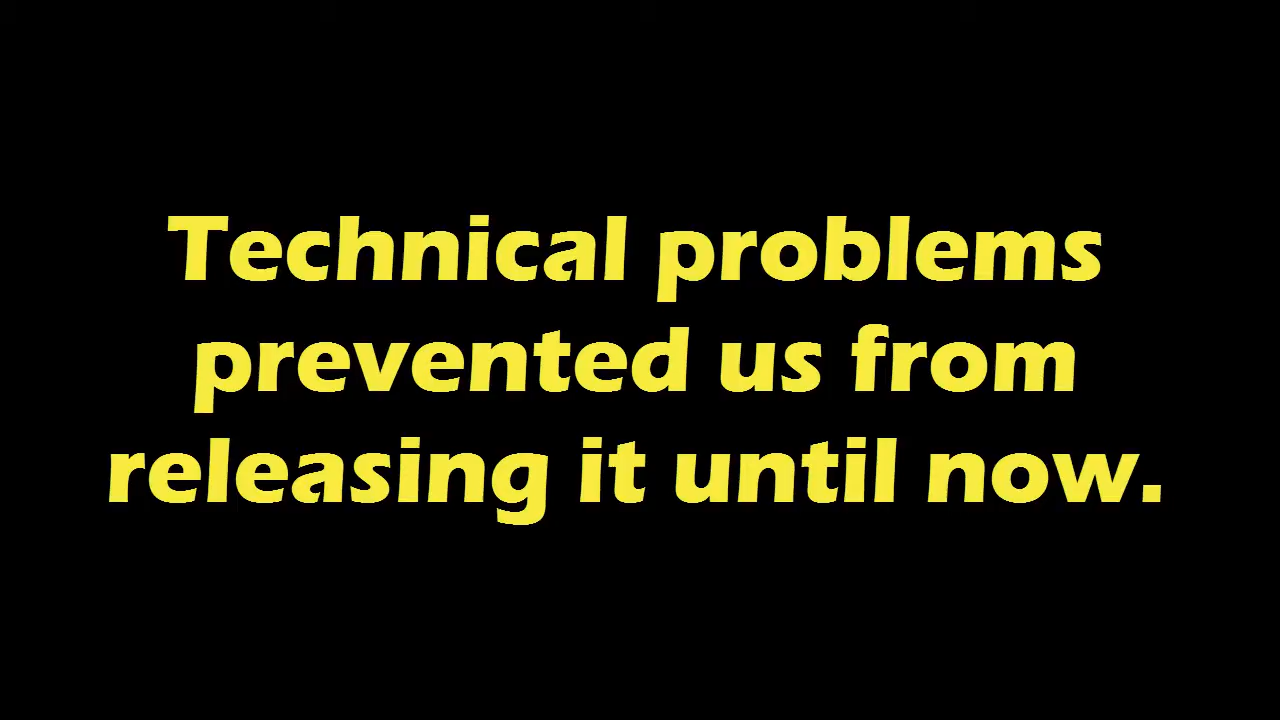 Technical problems
prevented us from
releasing it until now.